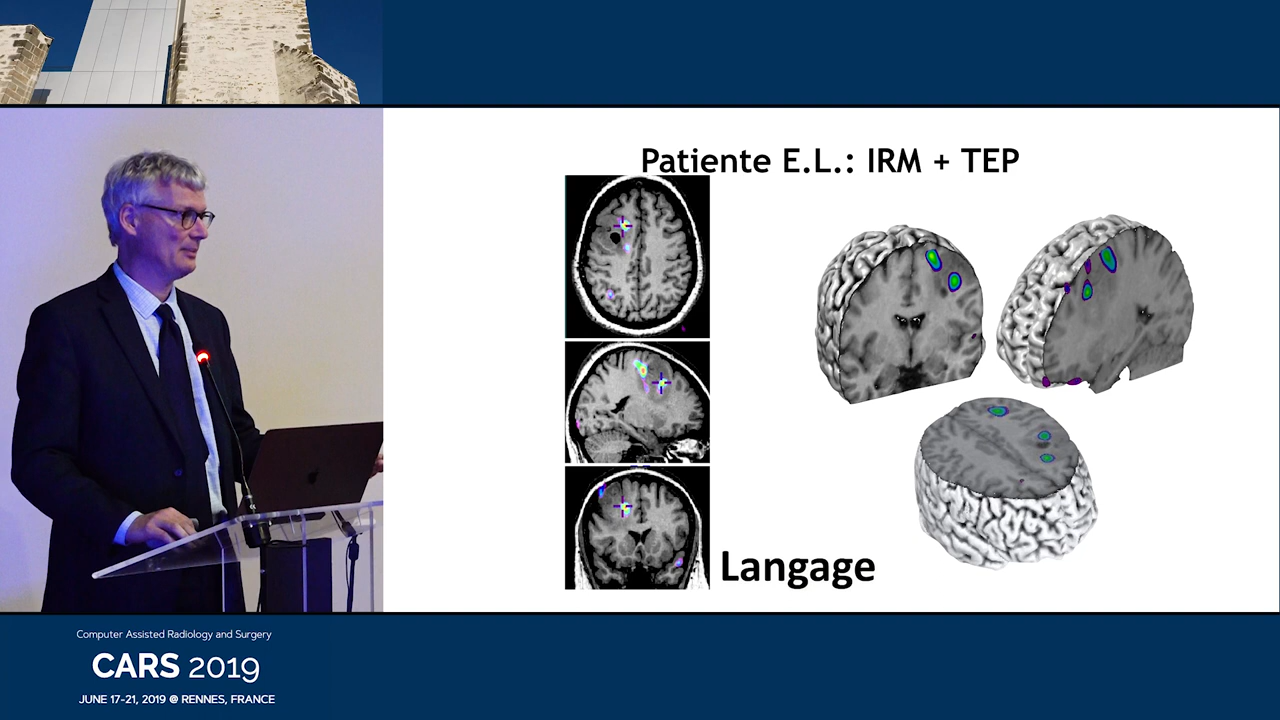 Patiente E.L.: IRM + TEP
Langage
Computer Assisted Radiology and Surgery
CARS 2019
JUNE 17-21, 2019 @ RENNES, FRANCE